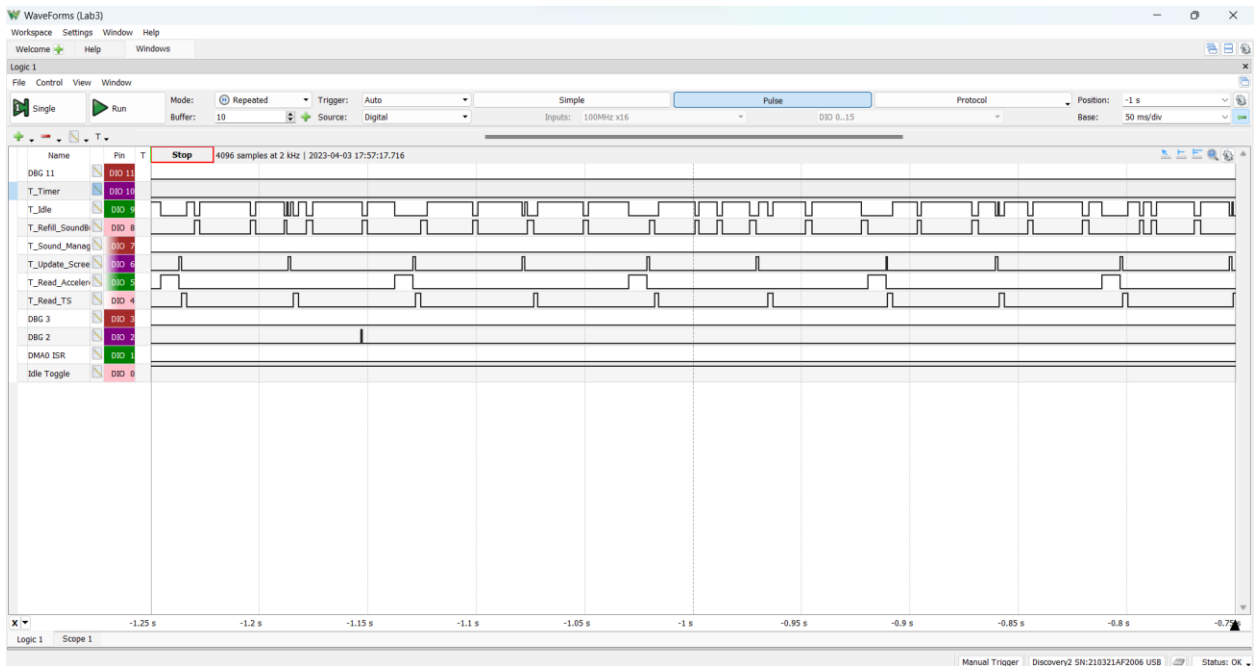 WaveForms (Lab3)
Workspace Settings Window Help
Welcome Help Windows
Logic 1
File Control View Window
Single Run Mode: Repeated Trigger: Auto Simple Pulse Protocol Position: -1 s
Buffer: 10 Source: Digital Inputs: 100MHz x16 DIO 0..15 Base: 50 ms/div
Name Pin T Stop 4096 samples at 2 kHz | 2023-04-03 17:57:17.716
DBG 11 DIO 11
T_Timer DIO 10
T_Idle DIO 9
T_Refill_SoundB DIO 8
T_Sound_Manag DIO 7
T_Update_Scree DIO 6
T_Read_Acceler DIO 5
T_Read_TS DIO 4
DBG 3 DIO 3
DBG 2 DIO 2
DMA0 ISR DIO 1
Idle Toggle DIO 0
X -1.25 s -1.2 s -1.15 s -1.1 s -1.05 s -1 s -0.95 s -0.9 s -0.85 s -0.8 s
Logic 1 Scope 1
Manual Trigger Discovery2 SN:210321AF2006 USB Status: OK